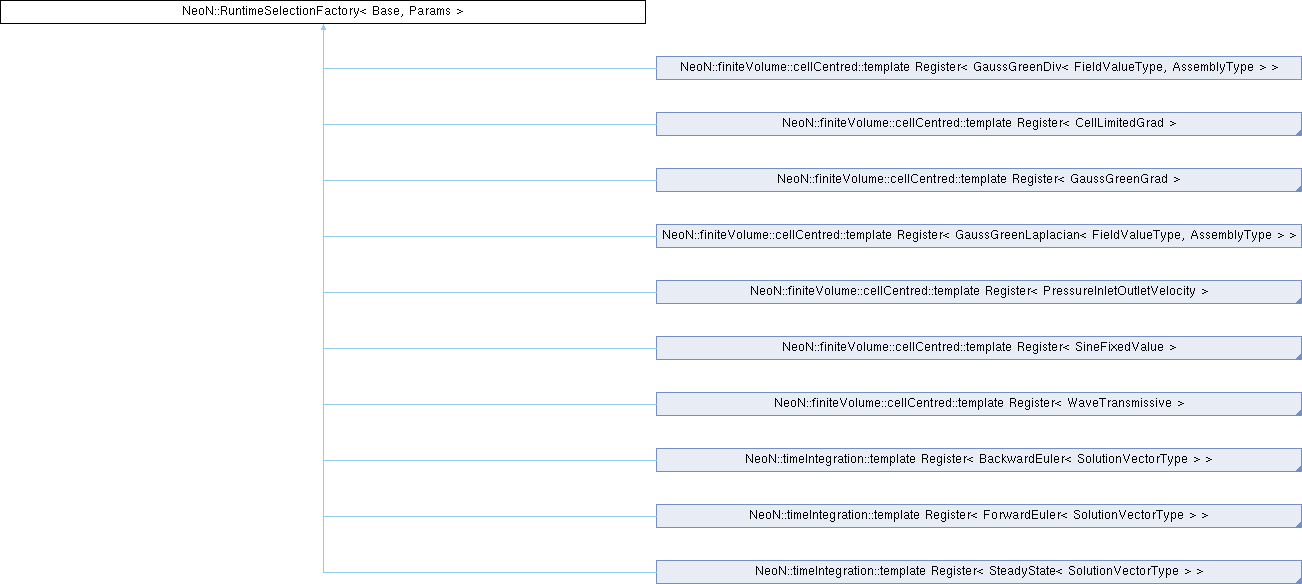 NeoN::RuntimeSelectionFactory< Base, Params >
NeoN::finiteVolume::cellCentred::template Register< GaussGreenDiv< FieldValueType, AssemblyType > >
NeoN::finiteVolume::cellCentred::template Register< CellLimitedGrad >
NeoN::finiteVolume::cellCentred::template Register< GaussGreenGrad >
NeoN::finiteVolume::cellCentred::template Register< GaussGreenLaplacian< FieldValueType, AssemblyType > >
NeoN::finiteVolume::cellCentred::template Register< PressureInletOutletVelocity >
NeoN::finiteVolume::cellCentred::template Register< SineFixedValue >
NeoN::finiteVolume::cellCentred::template Register< WaveTransmissive >
NeoN::timeIntegration::template Register< BackwardEuler< SolutionVectorType > >
NeoN::timeIntegration::template Register< ForwardEuler< SolutionVectorType > >
NeoN::timeIntegration::template Register< SteadyState< SolutionVectorType > >